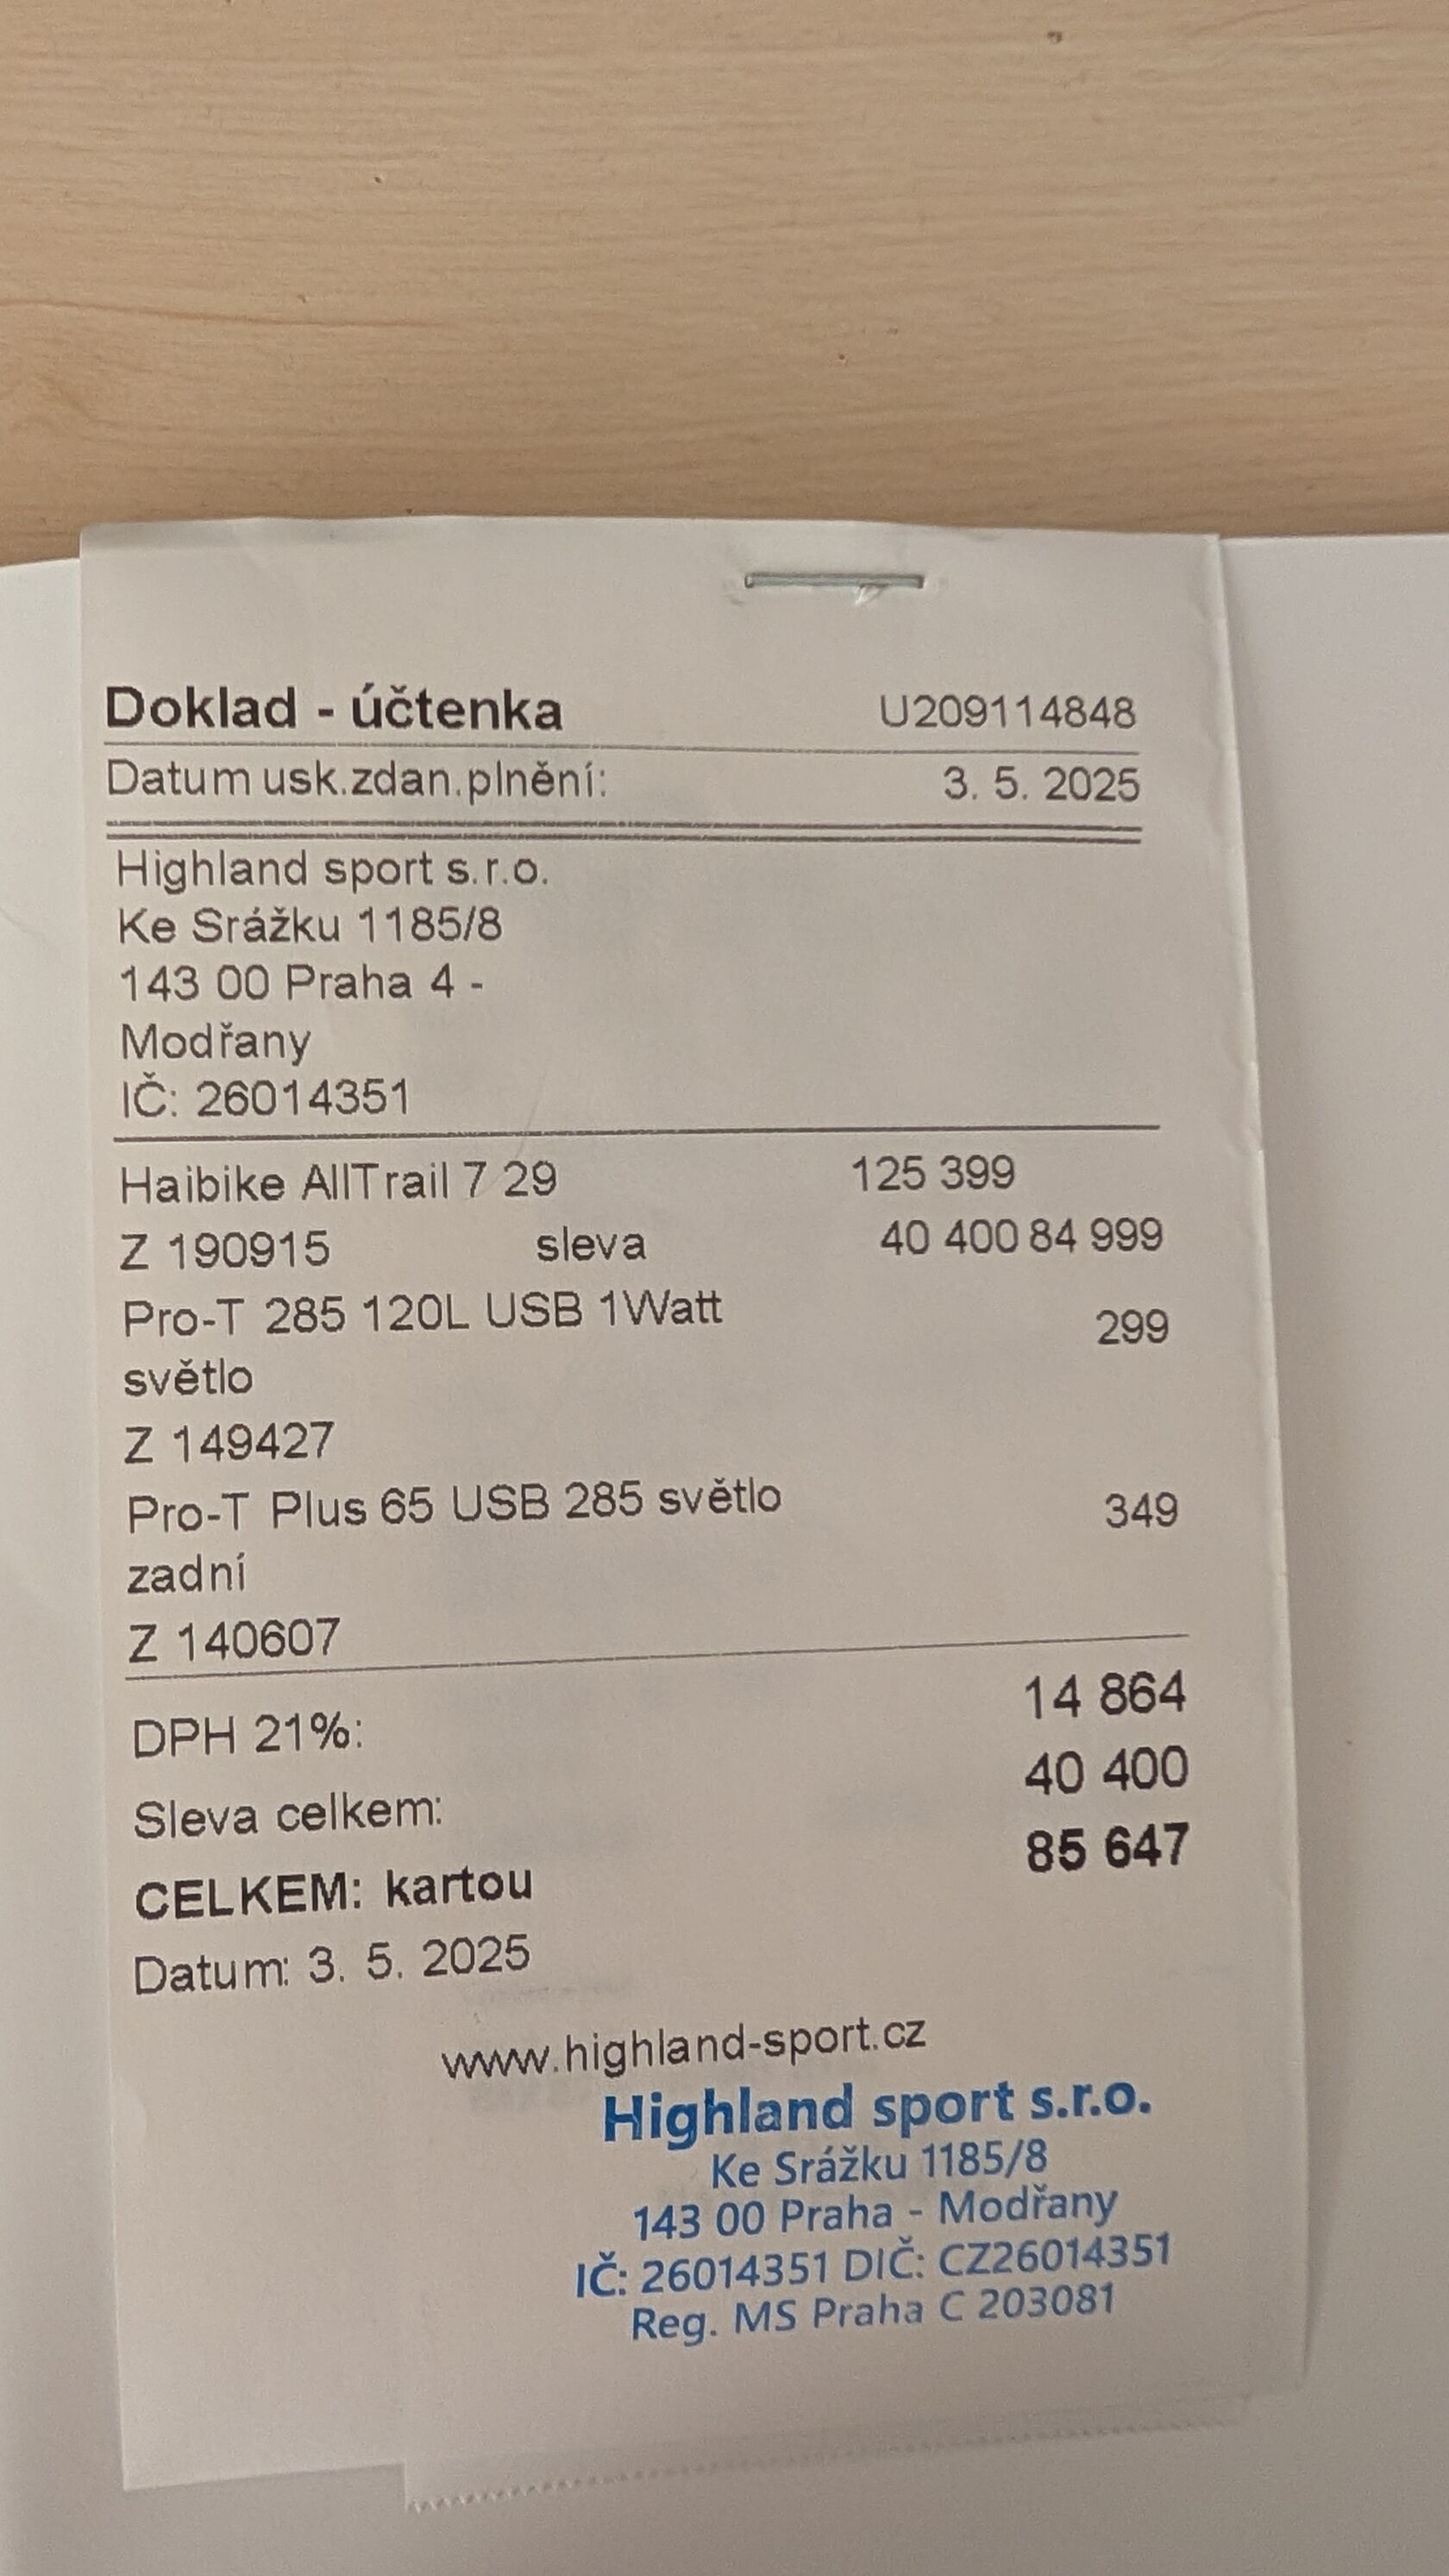 Doklad - účtenka U209114848
Datum usk.zdan.plnění: 3. 5. 2025
Highland sport s.r.o.
Ke Srážku 1185/8
143 00 Praha 4 -
Modřany
IČ: 26014351
Haibike AllTrail 7 29 125 399
Z 190915 sleva 40 400 84 999
Pro-T 285 120L USB 1Watt 299
světlo
Z 149427
Pro-T Plus 65 USB 285 světlo 349
zadní
Z 140607
DPH 21%: 14 864
Sleva celkem: 40 400
CELKEM: kartou 85 647
Datum: 3. 5. 2025
www.highland-sport.cz
Highland sport s.r.o.
Ke Srážku 1185/8
143 00 Praha - Modřany
IČ: 26014351 DIČ: CZ26014351
Reg. MS Praha C 203081